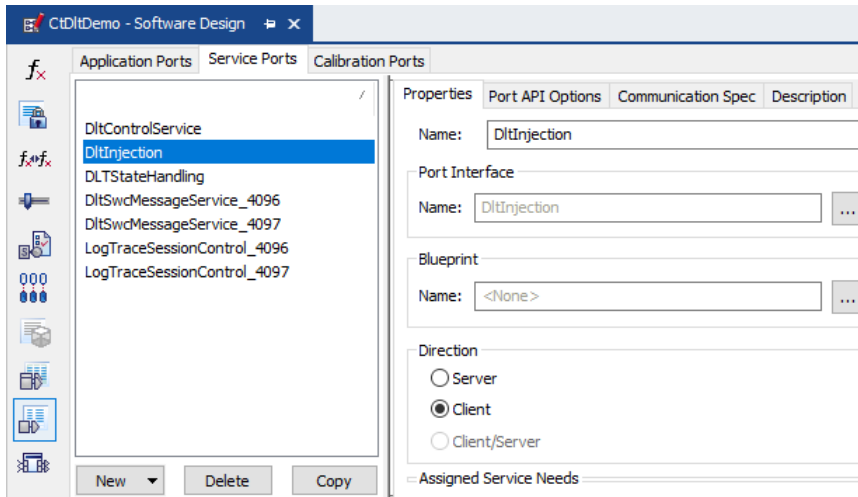 CtDltDemo - Software Design
Application Ports Service Ports Calibration Ports
DltControlService
DltInjection
DLTStateHandling
DltSwcMessageService_4096
DltSwcMessageService_4097
LogTraceSessionControl_4096
LogTraceSessionControl_4097
New Delete Copy
Properties Port API Options Communication Spec Description
Name: DltInjection
Port Interface
Name: DltInjection ...
Blueprint
Name: <None> ...
Direction
Server
Client
Client/Server
Assigned Service Needs